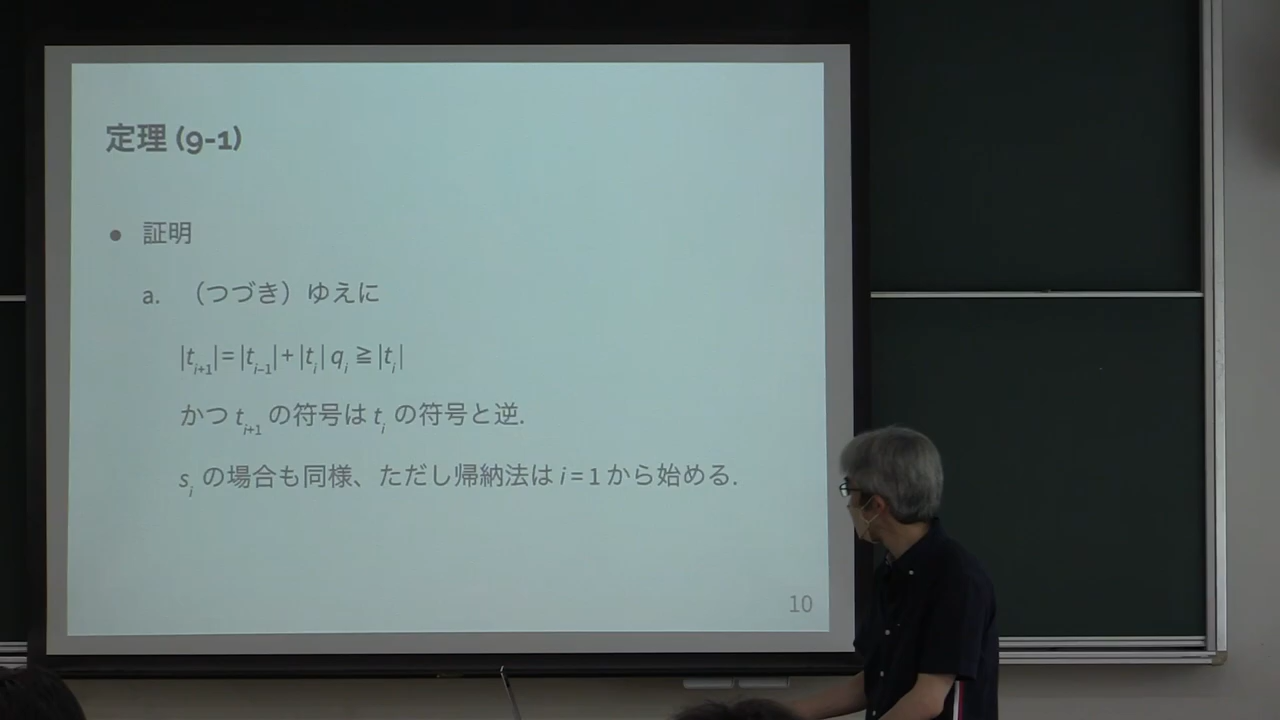 定理 (9-1)
● 証明
a. （つづき）ゆえに
|t_{i+1}| = |t_{i−1}| + |t_i| q_i ≧ |t_i|
かつ t_{i+1} の符号は t_i の符号と逆.
s_i の場合も同様、ただし帰納法は i = 1 から始める.
10